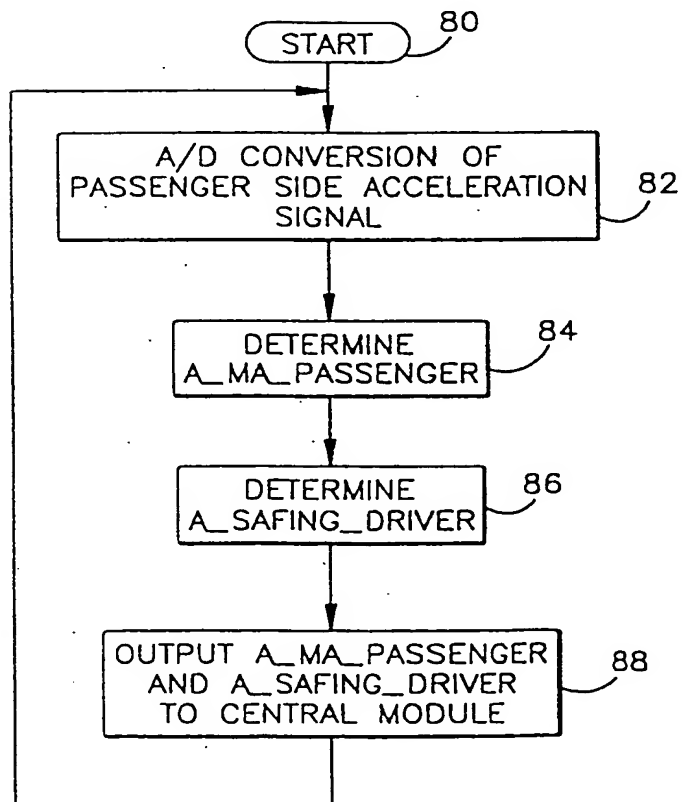 START
80
A/D CONVERSION OF
PASSENGER SIDE ACCELERATION
SIGNAL
82
DETERMINE
A_MA_PASSENGER
84
DETERMINE
A_SAFING_DRIVER
86
OUTPUT A_MA_PASSENGER
AND A_SAFING_DRIVER
TO CENTRAL MODULE
88